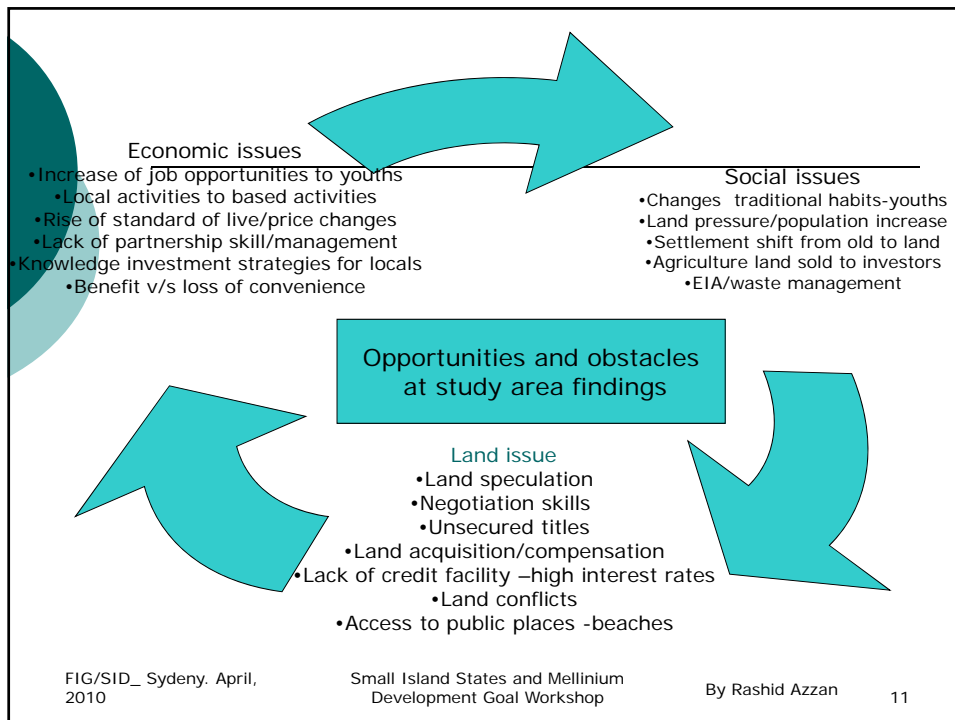 Economic issues
•Increase of job opportunities to youths
•Local activities to based activities
•Rise of standard of live/price changes
•Lack of partnership skill/management
•Knowledge investment strategies for locals
•Benefit v/s loss of convenience
Social issues
•Changes traditional habits-youths
•Land pressure/population increase
•Settlement shift from old to land
•Agriculture land sold to investors
•EIA/waste management
Opportunities and obstacles
at study area findings
Land issue
•Land speculation
•Negotiation skills
•Unsecured titles
•Land acquisition/compensation
•Lack of credit facility –high interest rates
•Land conflicts
•Access to public places -beaches
FIG/SID_ Sydeny. April,
2010
Small Island States and Mellinium
Development Goal Workshop
By Rashid Azzan
11